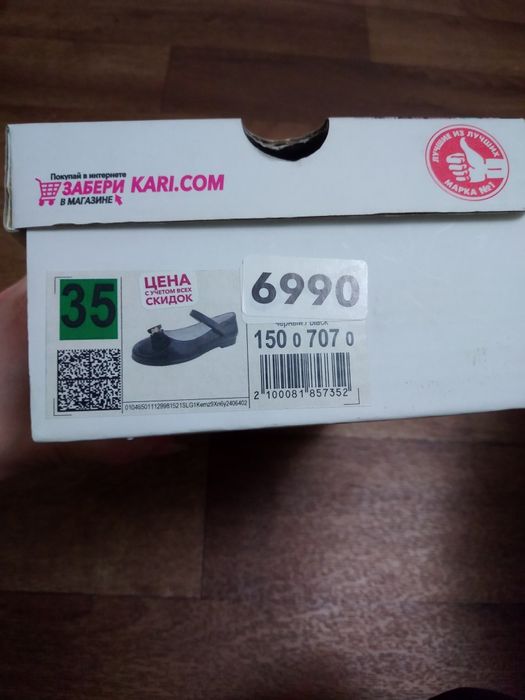 Покупай в интернете
ЗАБЕРИ KARI.COM
В МАГАЗИНЕ
ЛУЧШИЕ ИЗ ЛУЧШИХ
МАРКА №1
35
ЦЕНА
С УЧЕТОМ ВСЕХ
СКИДОК
6990
150 0 707 0
2 100081 857352